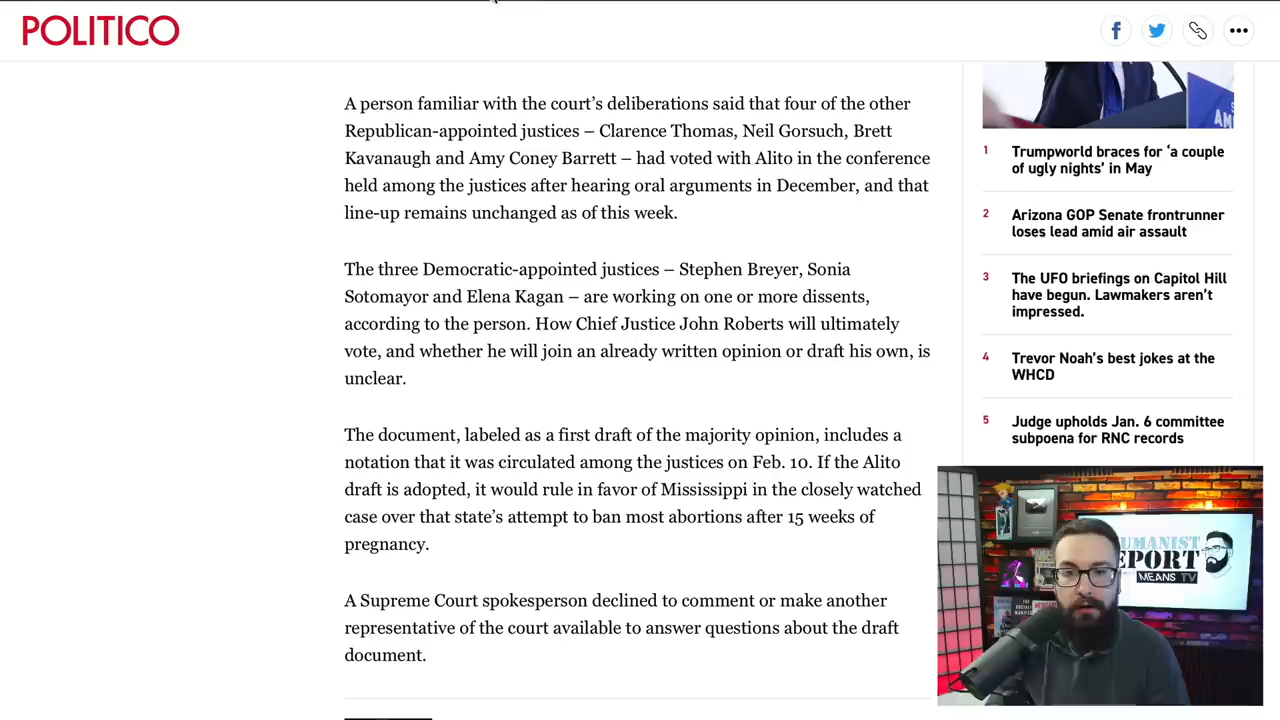 POLITICO
A person familiar with the court’s deliberations said that four of the other
Republican-appointed justices – Clarence Thomas, Neil Gorsuch, Brett
Kavanaugh and Amy Coney Barrett – had voted with Alito in the conference
held among the justices after hearing oral arguments in December, and that
line-up remains unchanged as of this week.
The three Democratic-appointed justices – Stephen Breyer, Sonia
Sotomayor and Elena Kagan – are working on one or more dissents,
according to the person. How Chief Justice John Roberts will ultimately
vote, and whether he will join an already written opinion or draft his own, is
unclear.
The document, labeled as a first draft of the majority opinion, includes a
notation that it was circulated among the justices on Feb. 10. If the Alito
draft is adopted, it would rule in favor of Mississippi in the closely watched
case over that state’s attempt to ban most abortions after 15 weeks of
pregnancy.
A Supreme Court spokesperson declined to comment or make another
representative of the court available to answer questions about the draft
document.
AM
1 Trumpworld braces for ‘a couple
of ugly nights’ in May
2 Arizona GOP Senate frontrunner
loses lead amid air assault
3 The UFO briefings on Capitol Hill
have begun. Lawmakers aren’t
impressed.
4 Trevor Noah’s best jokes at the
WHCD
5 Judge upholds Jan. 6 committee
subpoena for RNC records
UMANIST
EPORT
MEANS TV